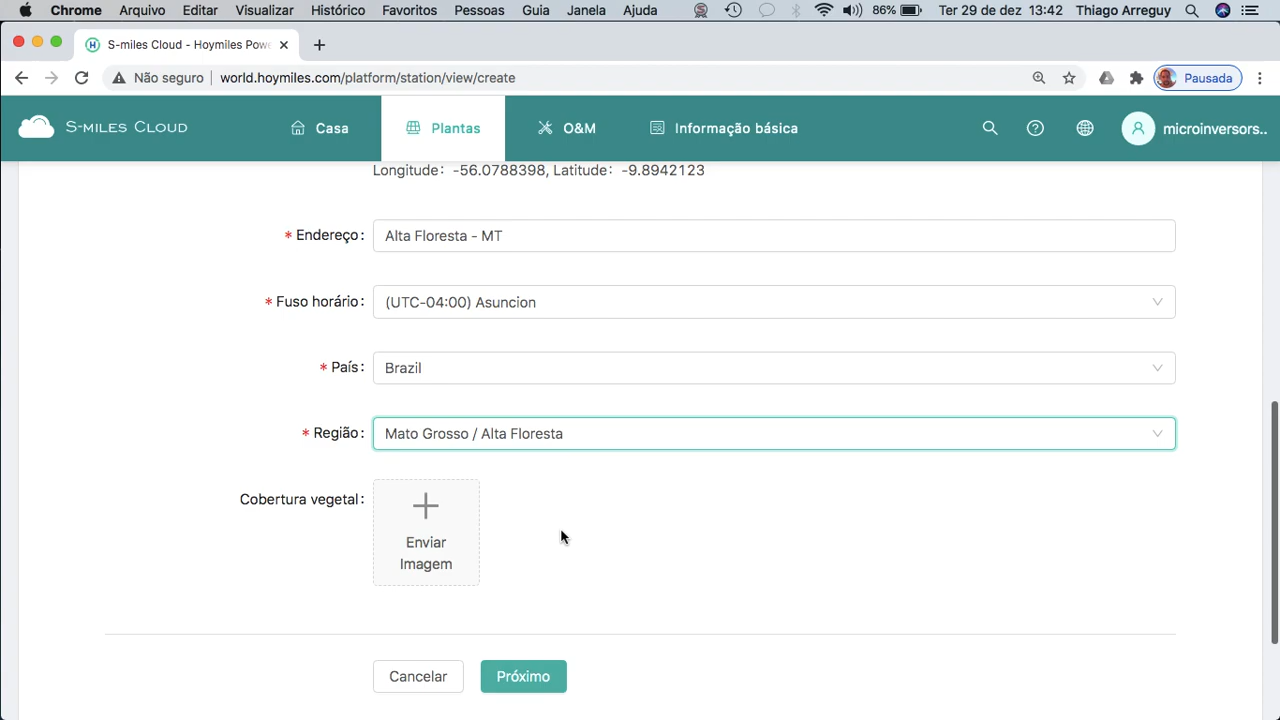 Chrome Arquivo Editar Visualizar Histórico Favoritos Pessoas Guia Janela Ajuda 86% Ter 29 de dez 13:42 Thiago Arreguy
S-miles Cloud - Hoymiles Powe
Não seguro world.hoymiles.com/platform/station/view/create Pausada
S-MILES CLOUD Casa Plantas O&M Informação básica microinversors..
Longitude: -56.0788398, Latitude: -9.8942123
* Endereço: Alta Floresta - MT
* Fuso horário: (UTC-04:00) Asuncion
* País: Brazil
* Região: Mato Grosso / Alta Floresta
Cobertura vegetal:
Enviar
Imagem
Cancelar Próximo